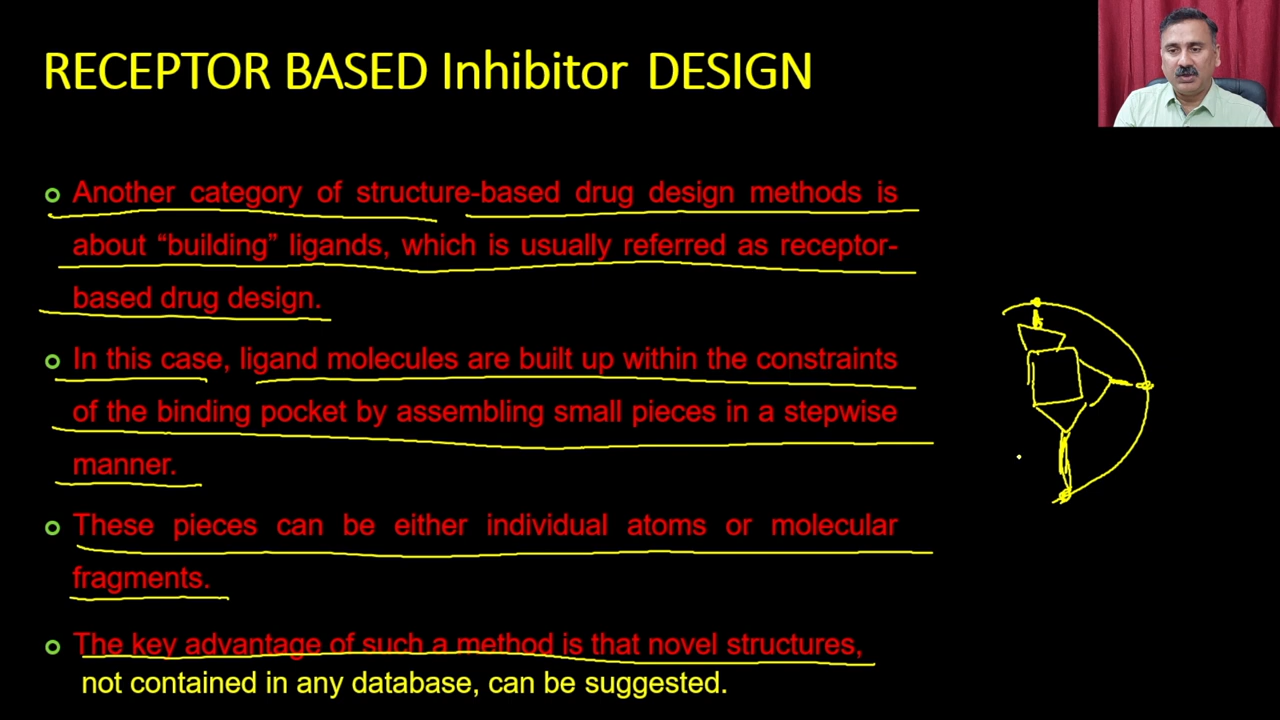 RECEPTOR BASED Inhibitor DESIGN
Another category of structure-based drug design methods is
about “building” ligands, which is usually referred as receptor-
based drug design.
In this case, ligand molecules are built up within the constraints
of the binding pocket by assembling small pieces in a stepwise
manner.
These pieces can be either individual atoms or molecular
fragments.
The key advantage of such a method is that novel structures,
not contained in any database, can be suggested.